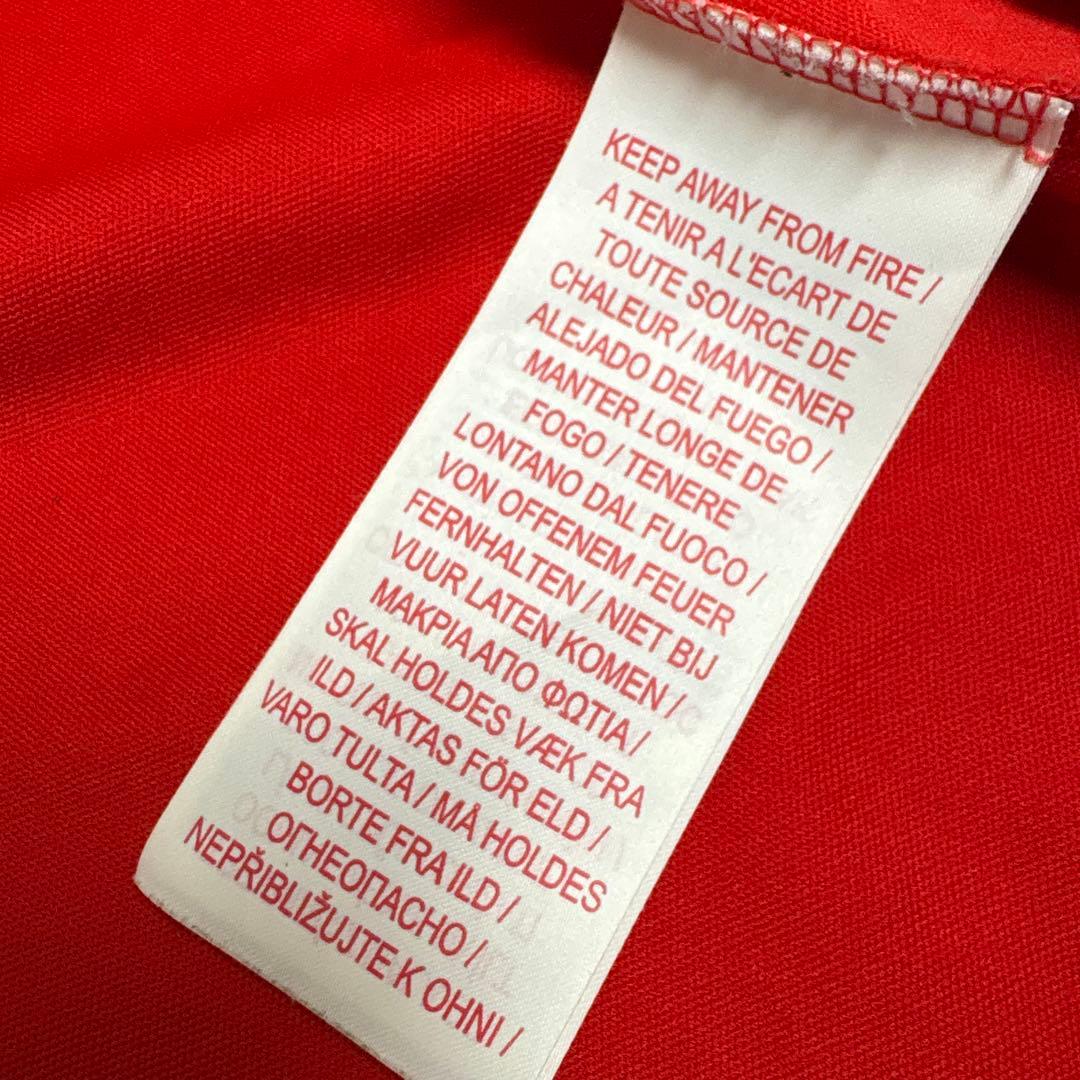 KEEP AWAY FROM FIRE /
A TENIR A L'ECART DE
TOUTE SOURCE DE
CHALEUR / MANTENER
ALEJADO DEL FUEGO /
MANTER LONGE DE
FOGO / TENERE
LONTANO DAL FUOCO /
VON OFFENEM FEUER
FERNHALTEN / NIET BIJ
VUUR LATEN KOMEN /
ΜΑΚΡΙΑ ΑΠΟ ΦΩΤΙΑ /
SKAL HOLDES VÆK FRA
ILD / AKTAS FÖR ELD /
VARO TULTA / MÅ HOLDES
BORTE FRA ILD /
ОГНЕОПАСНО /
NEPŘIBLIŽUJTE K OHNI /